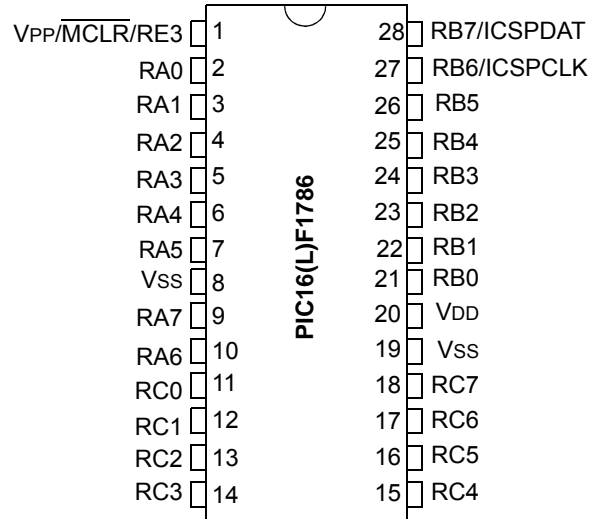 VPP/MCLR/RE3 1 28 RB7/ICSPDAT
RA0 2 27 RB6/ICSPCLK
RA1 3 26 RB5
RA2 4 25 RB4
RA3 5 24 RB3
RA4 6 23 RB2
RA5 7 22 RB1
VSS 8 21 RB0
RA7 9 20 VDD
RA6 10 19 VSS
RC0 11 18 RC7
RC1 12 17 RC6
RC2 13 16 RC5
RC3 14 15 RC4
PIC16(L)F1786